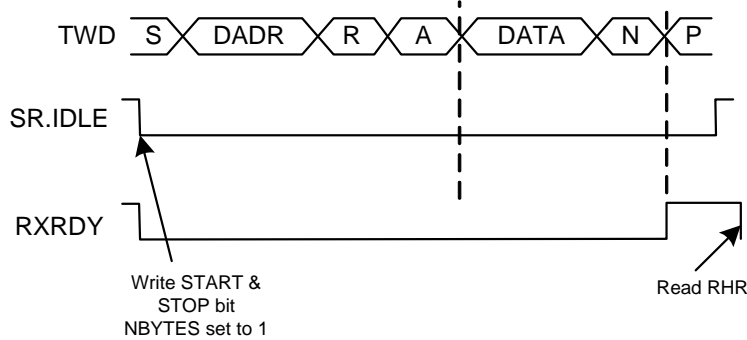 TWD S DADR R A DATA N P
SR.IDLE
RXRDY
Write START &
STOP bit
NBYTES set to 1
Read RHR